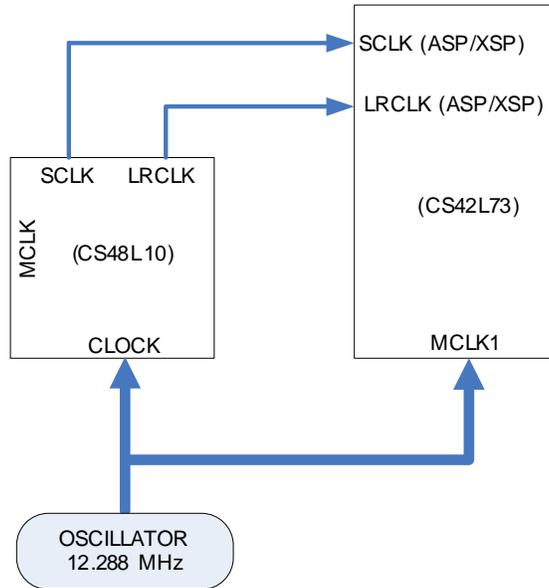 SCLK (ASP/XSP)
LRCLK (ASP/XSP)
SCLK LRCLK
MCLK
(CS48L10)
(CS42L73)
CLOCK
MCLK1
OSCILLATOR
12.288 MHz